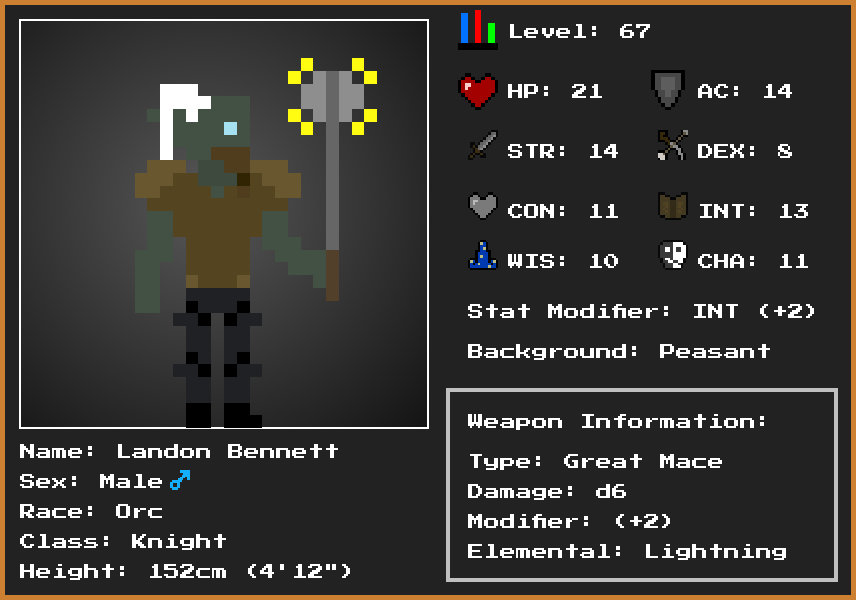 Level: 67
HP: 21
AC: 14
STR: 14
DEX: 8
CON: 11
INT: 13
WIS: 10
CHA: 11
Stat Modifier: INT (+2)
Background: Peasant
Weapon Information:
Type: Great Mace
Damage: d6
Modifier: (+2)
Elemental: Lightning
Name: Landon Bennett
Sex: Male♂
Race: Orc
Class: Knight
Height: 152cm (4'12")